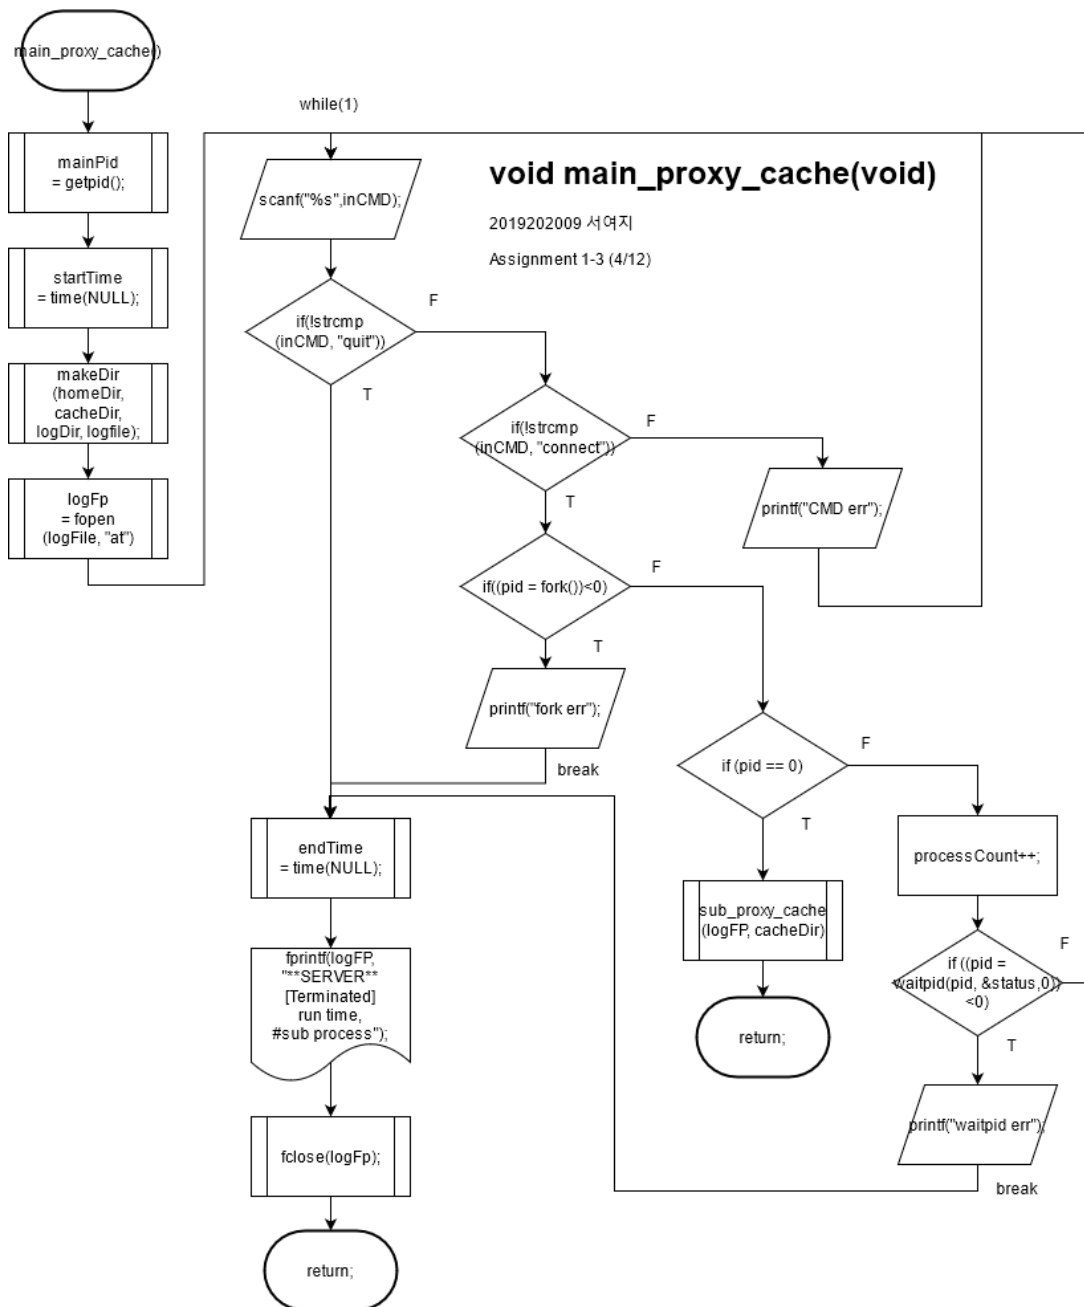 main_proxy_cache()
mainPid
= getpid();
startTime
= time(NULL);
makeDir
(homeDir,
cacheDir,
logDir, logfile);
logFp
= fopen
(logFile, "at")
while(1)
scanf("%s",inCMD);
void main_proxy_cache(void)
2019202009 서여지
Assignment 1-3 (4/12)
if(!strcmp
(inCMD, "quit"))
F
T
if(!strcmp
(inCMD, "connect"))
F
T
printf("CMD err");
if((pid = fork())<0)
F
T
printf("fork err");
break
if (pid == 0)
F
T
processCount++;
sub_proxy_cache
(logFP, cacheDir)
return;
if ((pid =
waitpid(pid, &status,0))
<0)
F
T
printf("waitpid err");
break
endTime
= time(NULL);
fprintf(logFP,
"**SERVER**
[Terminated]
run time,
#sub process");
fclose(logFp);
return;